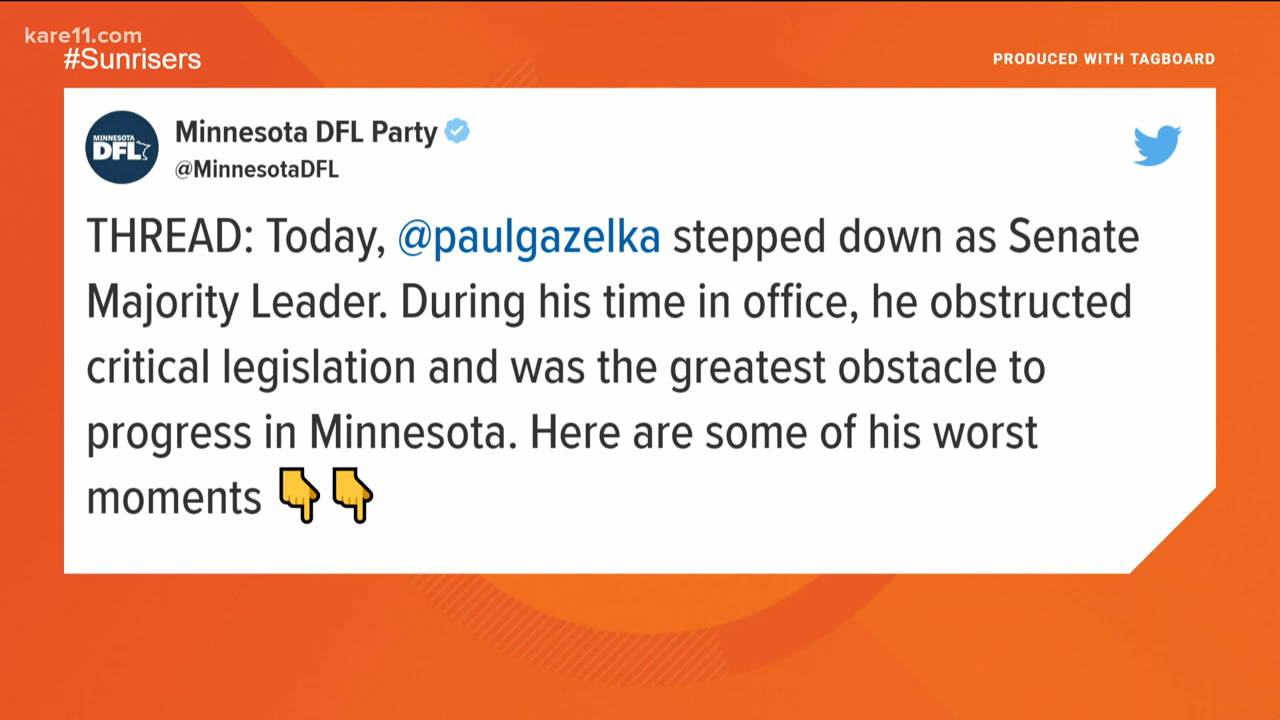 kare11.com
#Sunrisers
PRODUCED WITH TAGBOARD
MINNESOTA
DFL
Minnesota DFL Party
@MinnesotaDFL
THREAD: Today, @paulgazelka stepped down as Senate
Majority Leader. During his time in office, he obstructed
critical legislation and was the greatest obstacle to
progress in Minnesota. Here are some of his worst
moments 👇👇